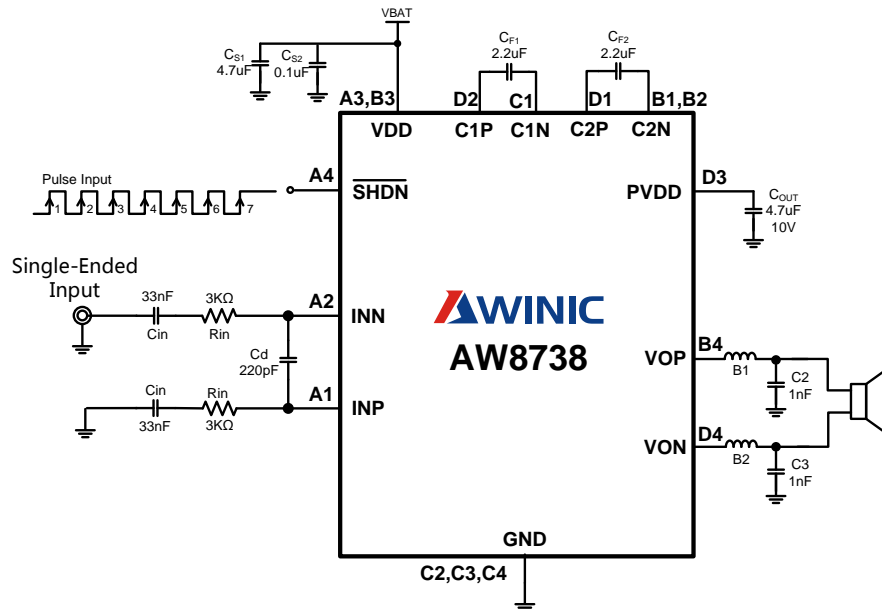 VBAT
CS1
4.7uF
CS2
0.1uF
CF1
2.2uF
CF2
2.2uF
A3,B3
D2
C1
D1
B1,B2
VDD
C1P
C1N
C2P
C2N
Pulse Input
1 2 3 4 5 6 7
A4
SHDN
PVDD
D3
COUT
4.7uF
10V
Single-Ended
Input
33nF
Cin
3KΩ
Rin
A2
INN
Cd
220pF
Cin
33nF
Rin
3KΩ
A1
INP
AWINIC
AW8738
VOP
B4
B1
C2
1nF
VON
D4
B2
C3
1nF
GND
C2,C3,C4